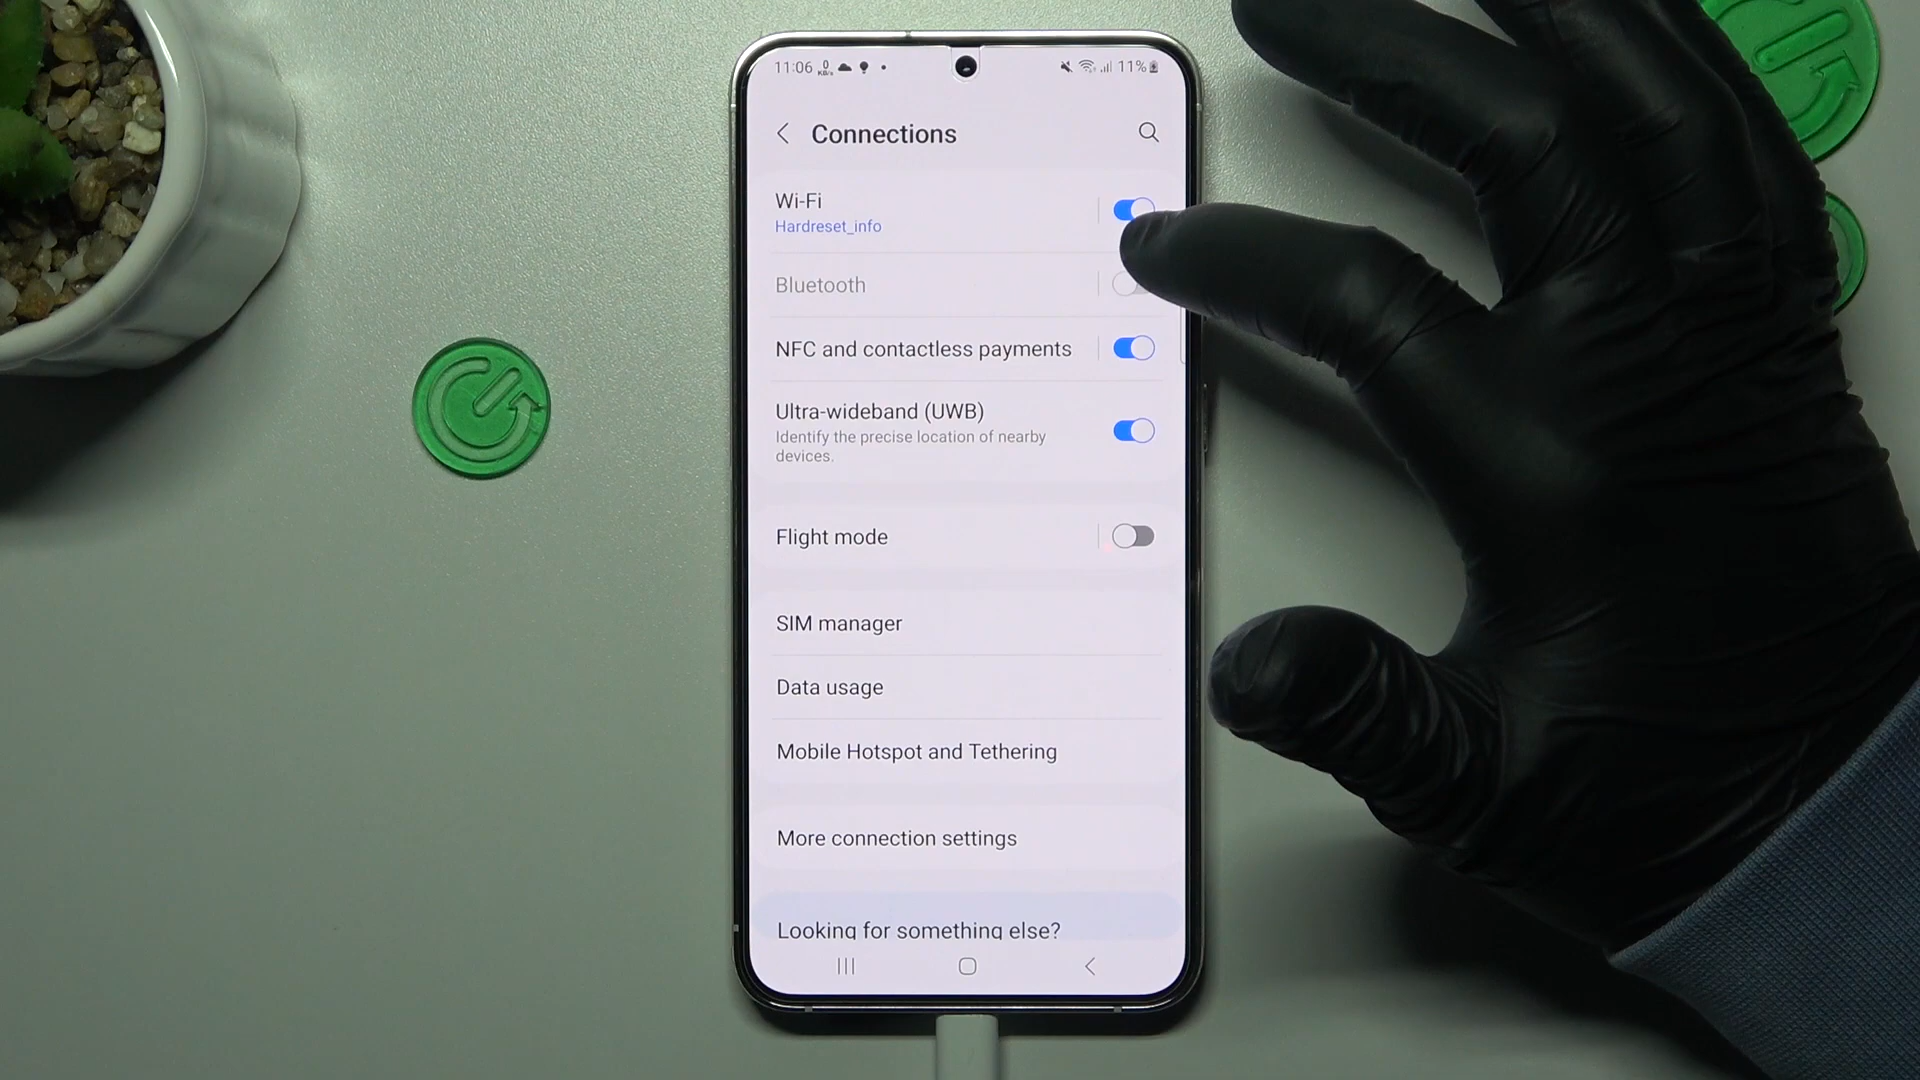 11:06 0 KB/s 11%
Connections
Wi-Fi
Hardreset_info
Bluetooth
NFC and contactless payments
Ultra-wideband (UWB)
Identify the precise location of nearby
devices.
Flight mode
SIM manager
Data usage
Mobile Hotspot and Tethering
More connection settings
Looking for something else?